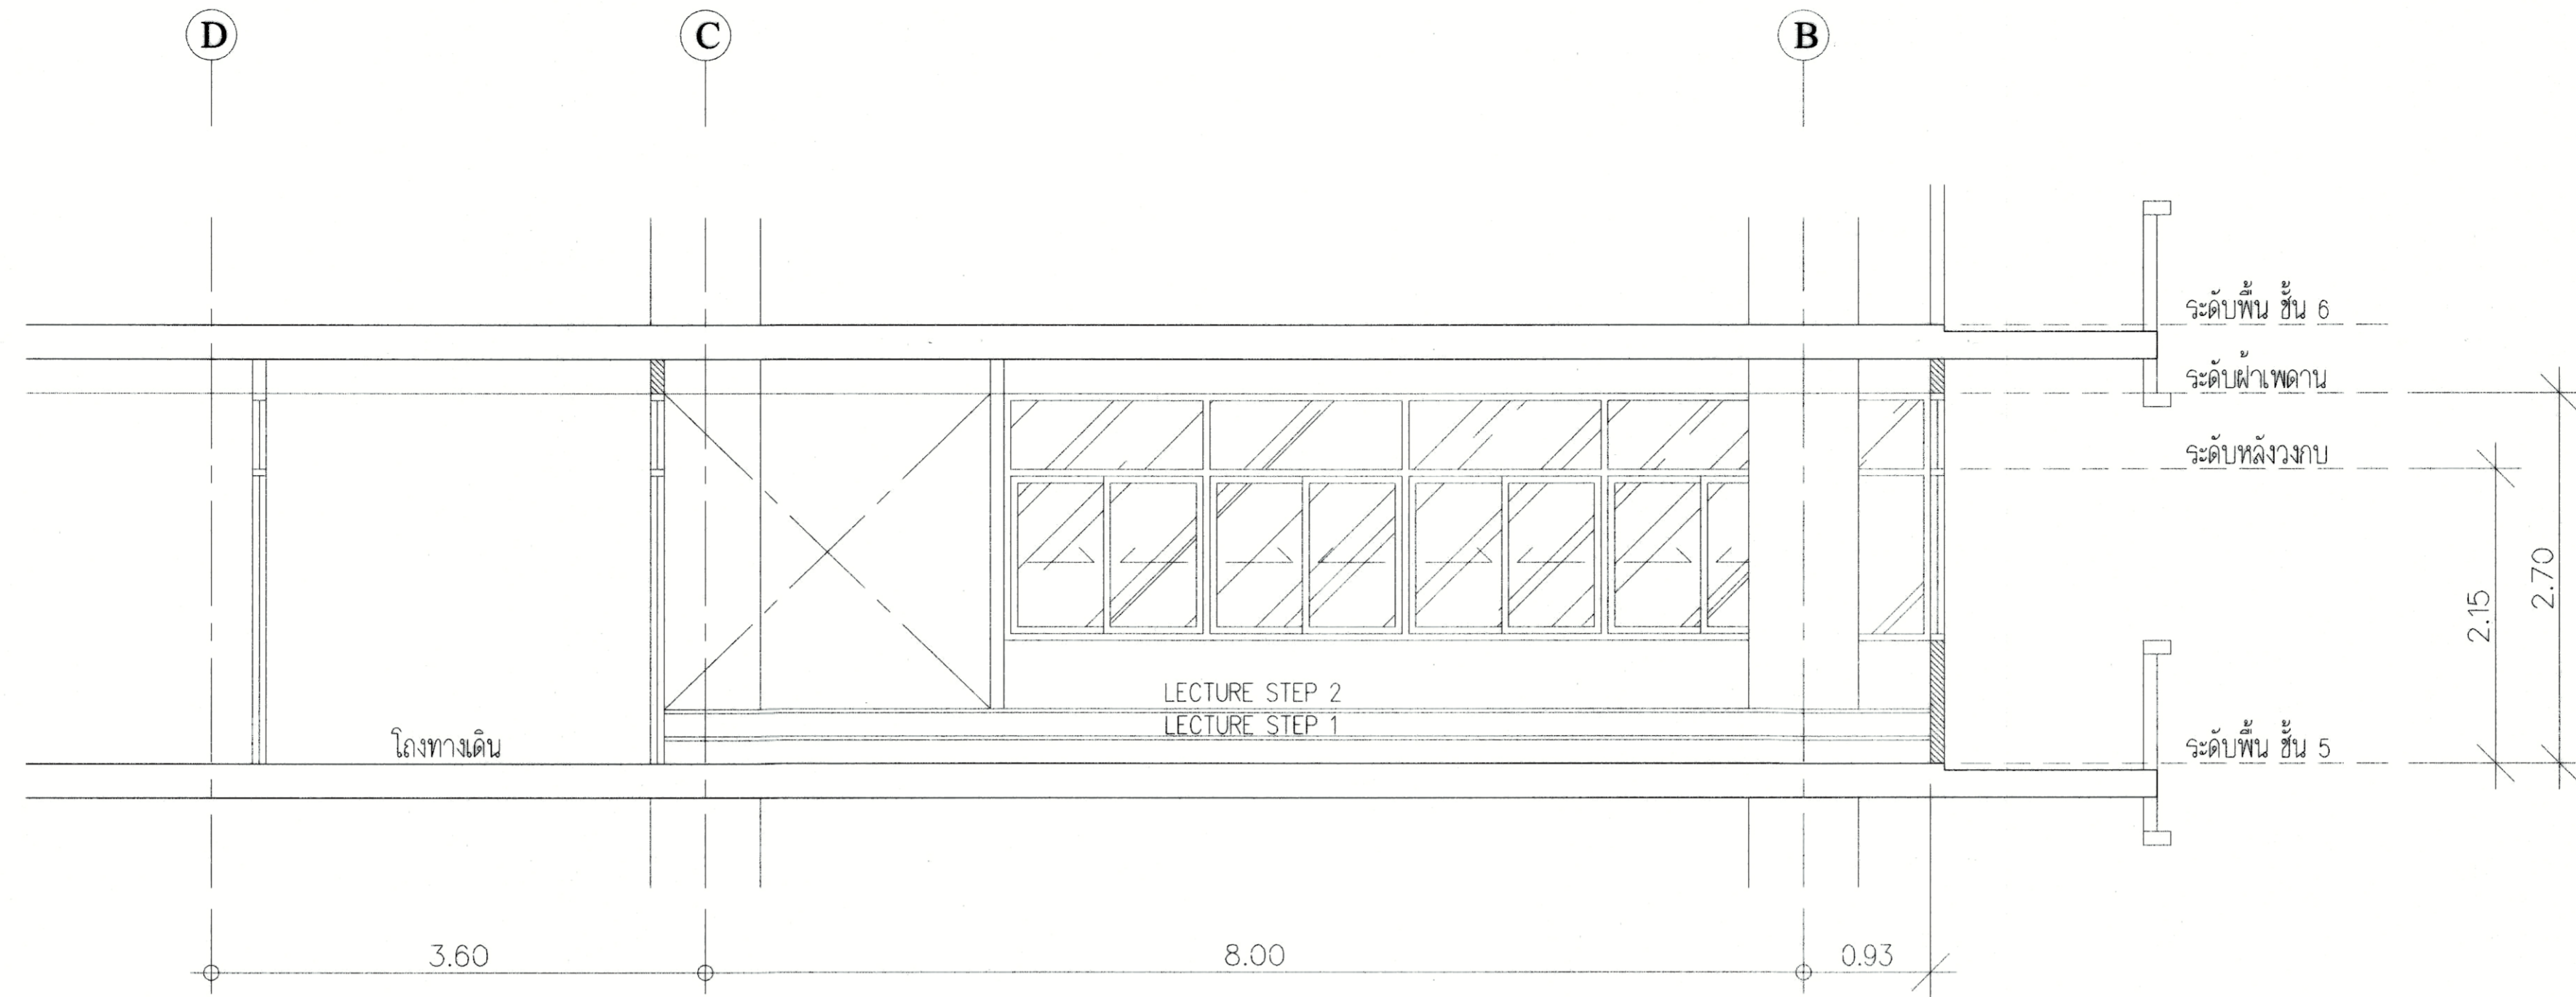 D
C
B
ระดับพื้น ชั้น 6
ระดับฝ้าเพดาน
ระดับหลังวงกบ
2.15
2.70
LECTURE STEP 2
LECTURE STEP 1
โถงทางเดิน
ระดับพื้น ชั้น 5
3.60
8.00
0.93